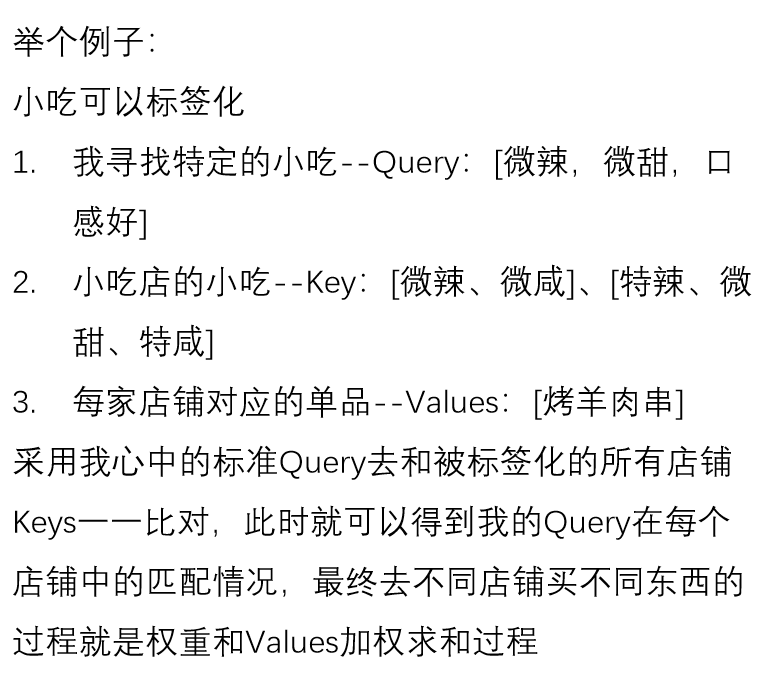 举个例子：
小吃可以标签化
1. 我寻找特定的小吃--Query：[微辣，微甜，口
感好]
2. 小吃店的小吃--Key：[微辣、微咸]、[特辣、微
甜、特咸]
3. 每家店铺对应的单品--Values：[烤羊肉串]
采用我心中的标准Query去和被标签化的所有店铺
Keys一一比对，此时就可以得到我的Query在每个
店铺中的匹配情况，最终去不同店铺买不同东西的
过程就是权重和Values加权求和过程